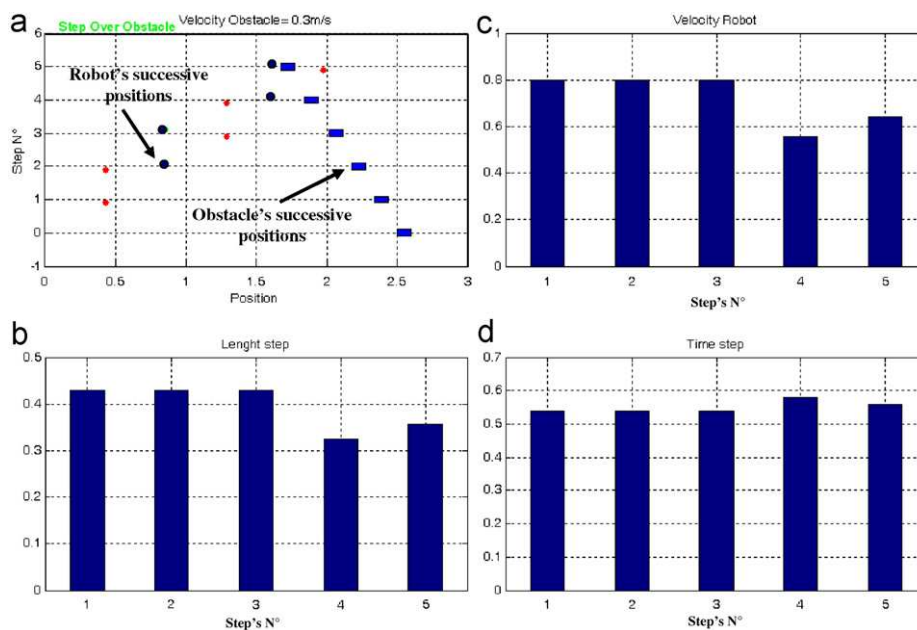 a
Step Over Obstacle
Velocity Obstacle= 0.3m/s
6
5
4
3
2
1
0
-1
Step N°
Robot's successive
positions
Obstacle's successive
positions
0
0.5
1
1.5
2
2.5
3
Position
c
Velocity Robot
1
0.8
0.6
0.4
0.2
0
1
2
3
4
5
Step's N°
b
Lenght step
0.5
0.4
0.3
0.2
0.1
0
1
2
3
4
5
Step's N°
d
Time step
0.7
0.6
0.5
0.4
0.3
0.2
0.1
0
1
2
3
4
5
Step's N°